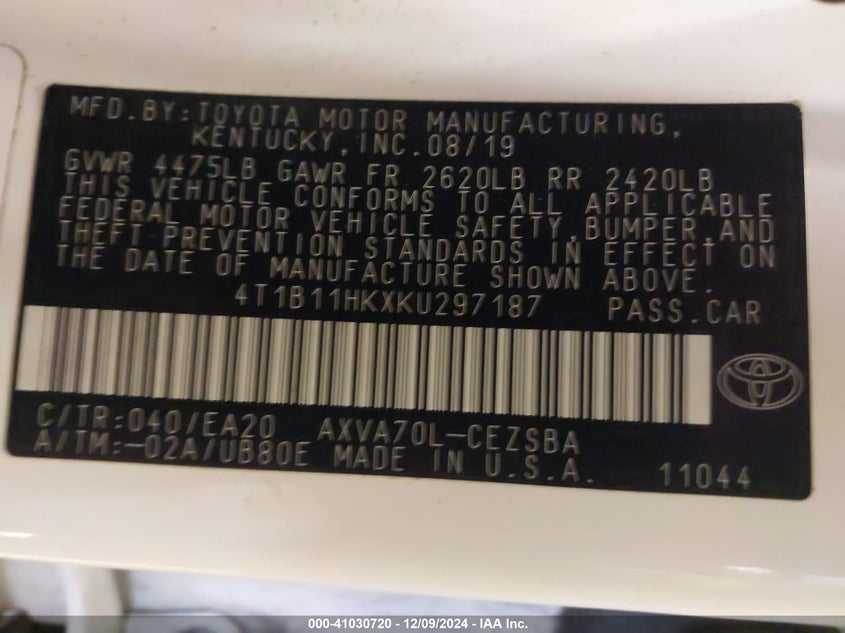 MFD.BY:TOYOTA MOTOR MANUFACTURING,
KENTUCKY,INC.08/19
GVWR 4475LB GAWR FR 2620LB RR 2420LB
THIS VEHICLE CONFORMS TO ALL APPLICABLE
FEDERAL MOTOR VEHICLE SAFETY,BUMPER,AND
THEFT PREVENTION STANDARDS IN EFFECT ON
THE DATE OF MANUFACTURE SHOWN ABOVE.
4T1B11HKXKU297187 PASS.CAR
C/TR:040/EA20 AXVA70L-CEZSBA
A/TM:-02A/UB80E MADE IN U.S.A. 11044
000-41030720 - 12/09/2024 - IAA Inc.